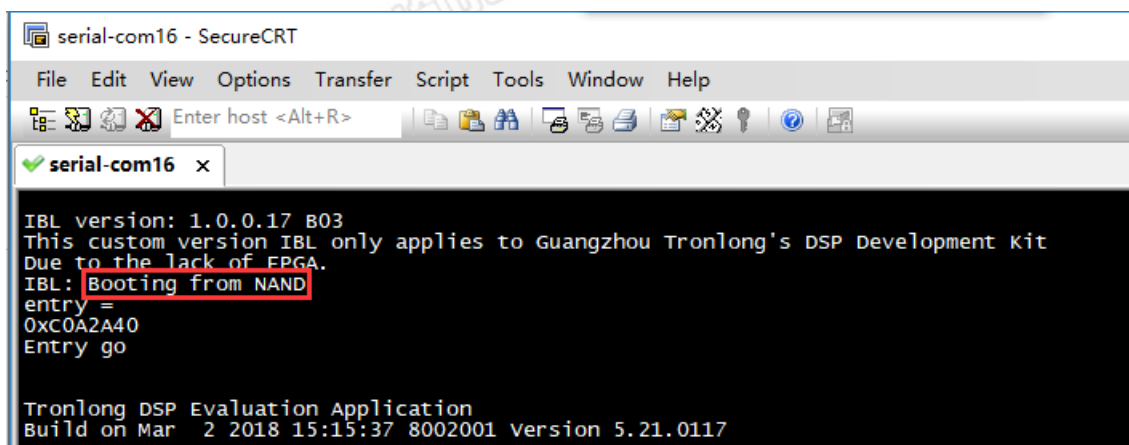 serial-com16 - SecureCRT
File Edit View Options Transfer Script Tools Window Help
Enter host <Alt+R>
serial-com16 x
IBL version: 1.0.0.17 B03
This custom version IBL only applies to Guangzhou Tronlong's DSP Development Kit
Due to the lack of FPGA.
IBL: Booting from NAND
entry =
0xC0A2A40
Entry go
Tronlong DSP Evaluation Application
Build on Mar  2 2018 15:15:37 8002001 Version 5.21.0117